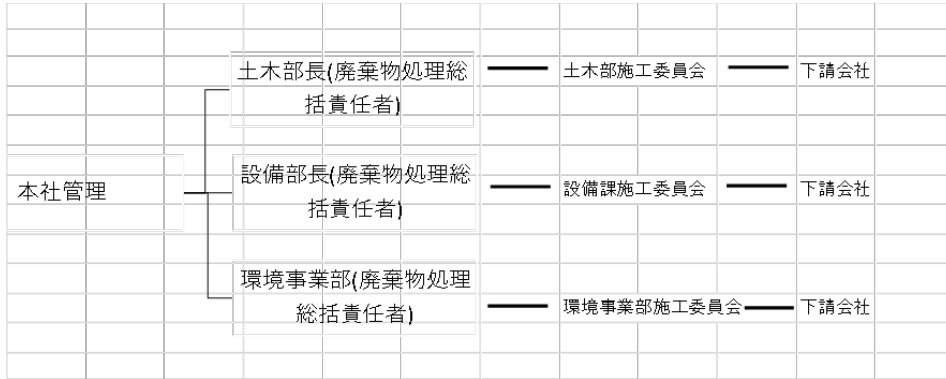 土木部長(廃棄物処理総
括責任者)
土木部施工委員会
下請会社
本社管理
設備部長(廃棄物処理総
括責任者)
設備課施工委員会
下請会社
環境事業部(廃棄物処理
総括責任者)
環境事業部施工委員会
下請会社